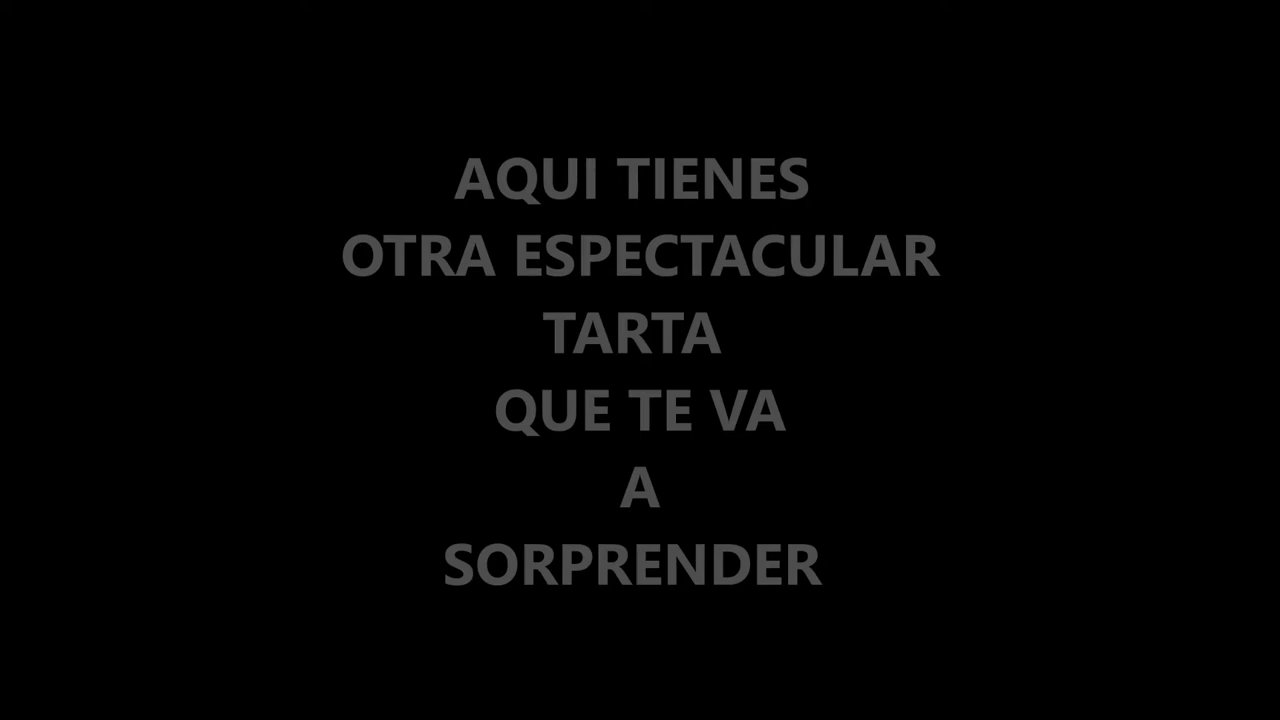 AQUI TIENES
OTRA ESPECTACULAR
TARTA
QUE TE VA
A
SORPRENDER